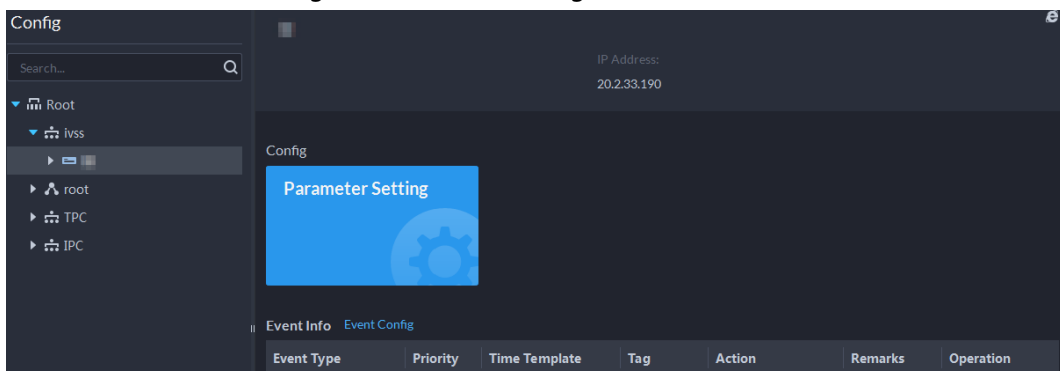 Config
Search...
Root
ivss
root
TPC
IPC
IP Address:
20.2.33.190
Config
Parameter Setting
Event Info Event Config
Event Type Priority Time Template Tag Action Remarks Operation